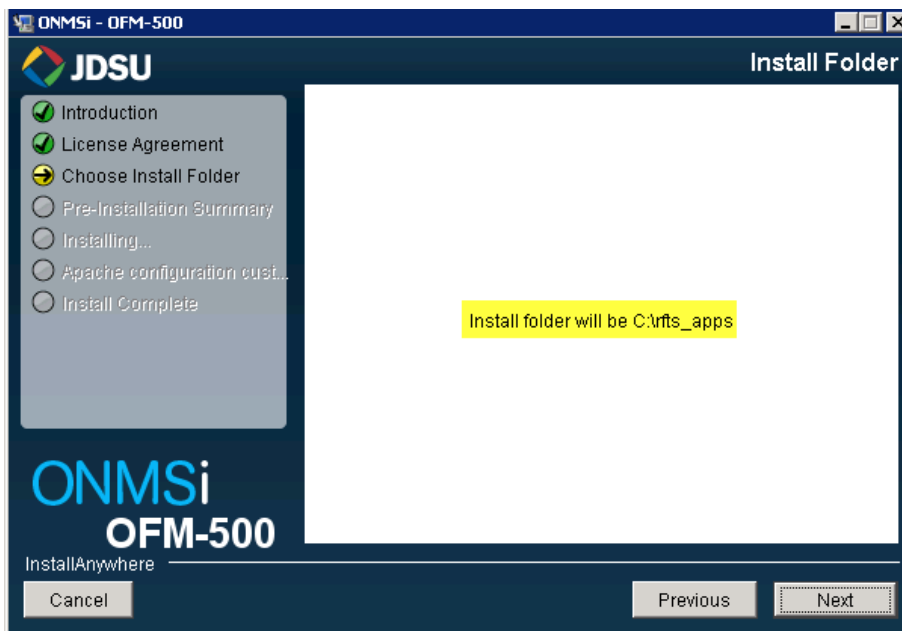 ONMSi - OFM-500
JDSU
Install Folder
Introduction
License Agreement
Choose Install Folder
Pre-Installation Summary
Installing...
Apache configuration cust...
Install Complete
Install folder will be C:\rfts_apps
ONMSi
OFM-500
InstallAnywhere
Cancel
Previous
Next